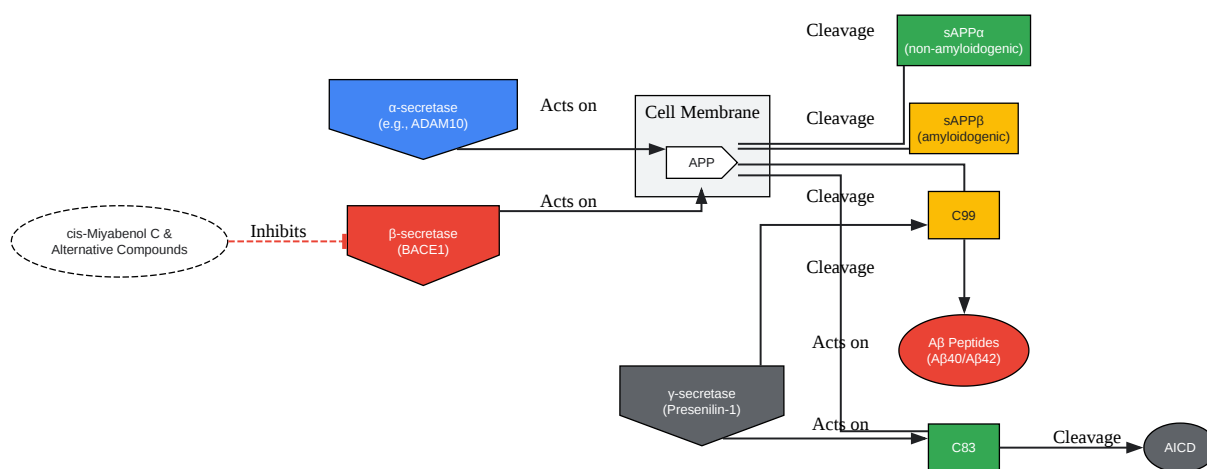 Cleavage
sAPPα
(non-amyloidogenic)
α-secretase
(e.g., ADAM10)
Acts on
Cell Membrane
Cleavage
sAPPβ
(amyloidogenic)
APP
Cleavage
Acts on
C99
cis-Miyabenol C &
Alternative Compounds
Inhibits
β-secretase
(BACE1)
Cleavage
Acts on
Aβ Peptides
(Aβ40/Aβ42)
γ-secretase
(Presenilin-1)
Acts on
C83
Cleavage
AICD